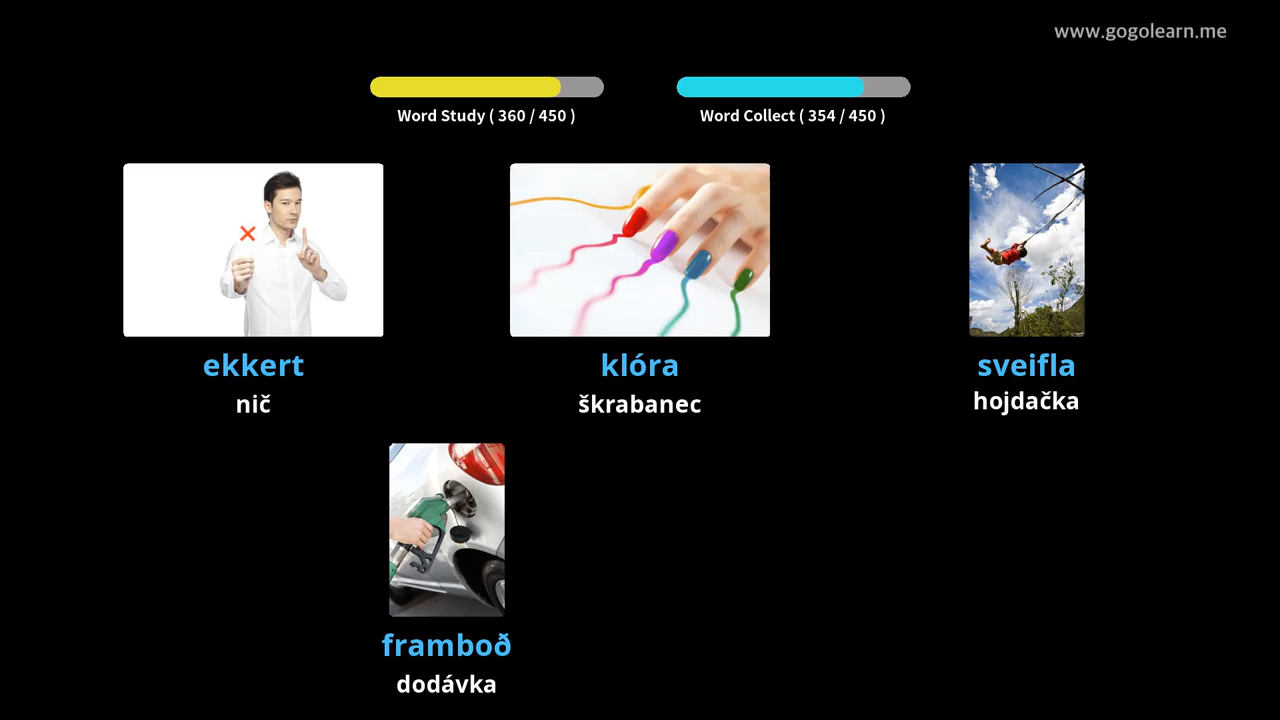 www.gogolearn.me
Word Study ( 360 / 450 )
Word Collect ( 354 / 450 )
ekkert
nič
klóra
škrabanec
sveifla
hojdačka
framboð
dodávka